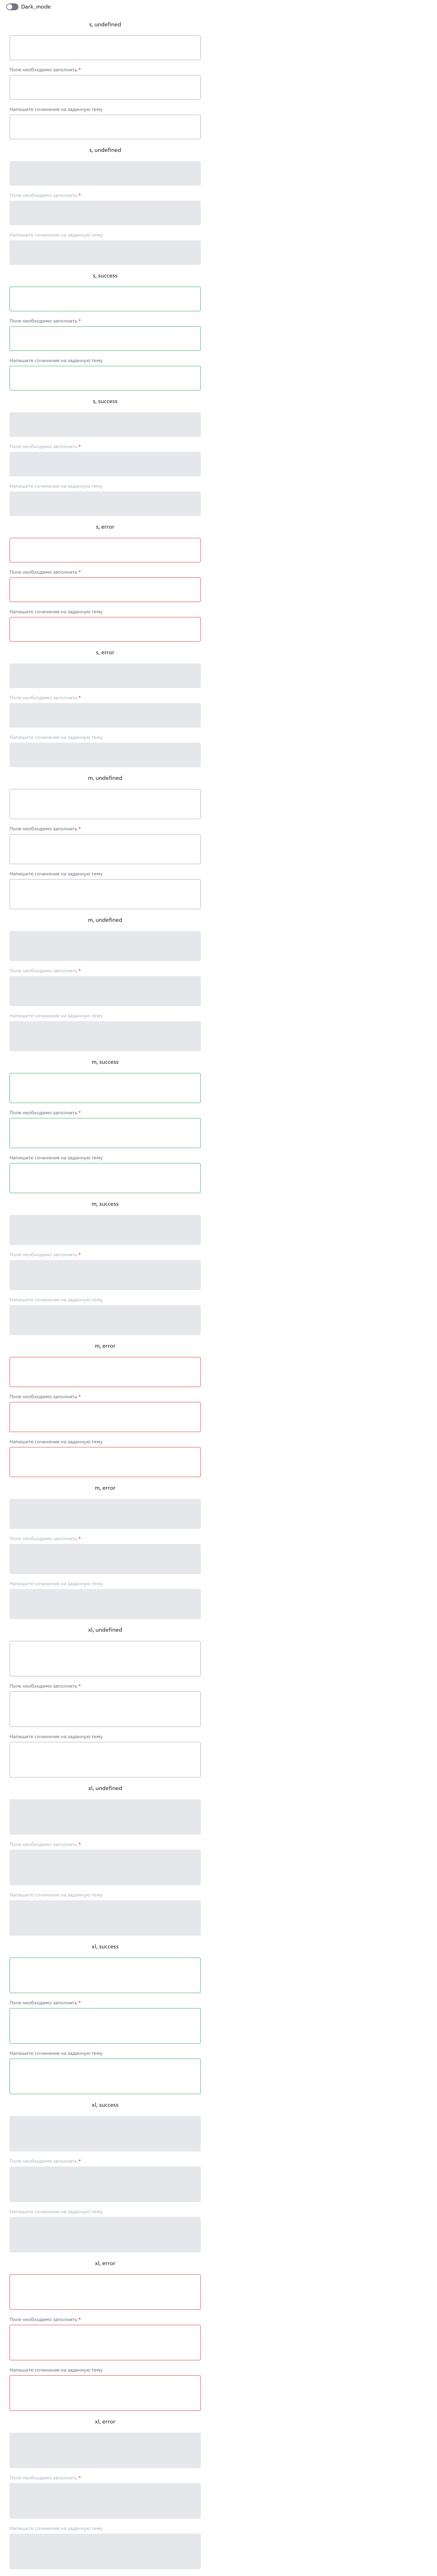 Dark_mode
s, undefined
Поле необходимо заполнить *
Напишите сочинение на заданную тему
s, undefined
Поле необходимо заполнить *
Напишите сочинение на заданную тему
s, success
Поле необходимо заполнить *
Напишите сочинение на заданную тему
s, success
Поле необходимо заполнить *
Напишите сочинение на заданную тему
s, error
Поле необходимо заполнить *
Напишите сочинение на заданную тему
s, error
Поле необходимо заполнить *
Напишите сочинение на заданную тему
m, undefined
Поле необходимо заполнить *
Напишите сочинение на заданную тему
m, undefined
Поле необходимо заполнить *
Напишите сочинение на заданную тему
m, success
Поле необходимо заполнить *
Напишите сочинение на заданную тему
m, success
Поле необходимо заполнить *
Напишите сочинение на заданную тему
m, error
Поле необходимо заполнить *
Напишите сочинение на заданную тему
m, error
Поле необходимо заполнить *
Напишите сочинение на заданную тему
xl, undefined
Поле необходимо заполнить *
Напишите сочинение на заданную тему
xl, undefined
Поле необходимо заполнить *
Напишите сочинение на заданную тему
xl, success
Поле необходимо заполнить *
Напишите сочинение на заданную тему
xl, success
Поле необходимо заполнить *
Напишите сочинение на заданную тему
xl, error
Поле необходимо заполнить *
Напишите сочинение на заданную тему
xl, error
Поле необходимо заполнить *
Напишите сочинение на заданную тему